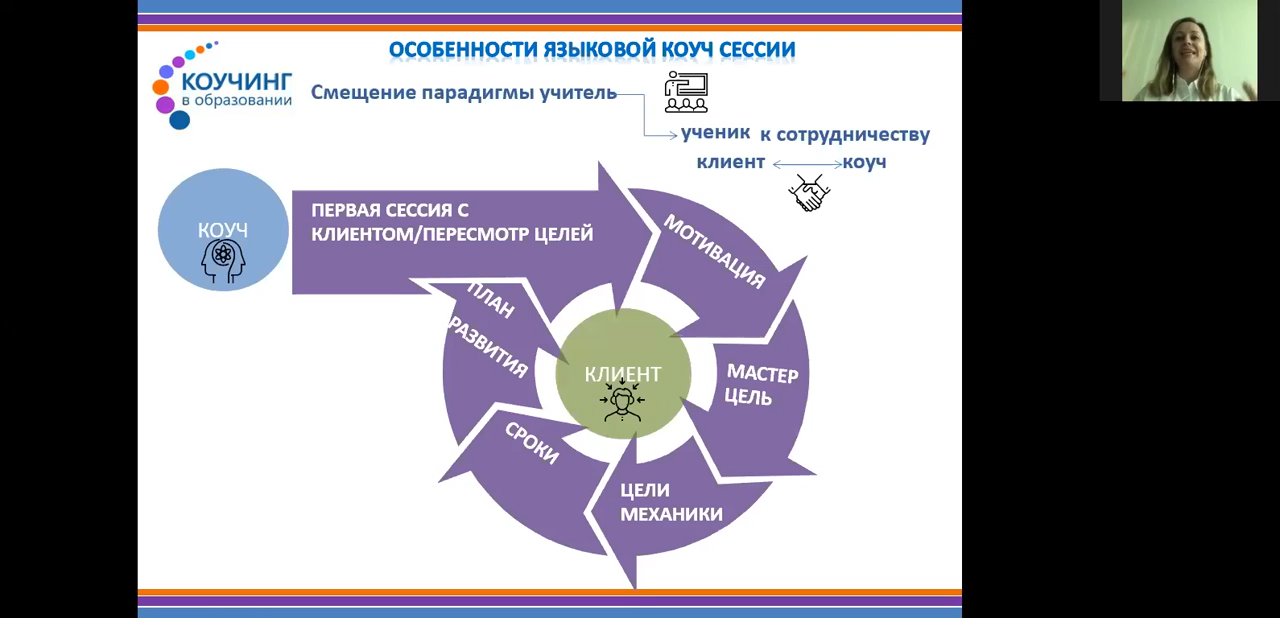 ОСОБЕННОСТИ ЯЗЫКОВОЙ КОУЧ СЕССИИ
КОУЧИНГ
в образовании
Смещение парадигмы учитель
ученик к сотрудничеству
клиент коуч
КОУЧ
ПЕРВАЯ СЕССИЯ С
КЛИЕНТОМ/ПЕРЕСМОТР ЦЕЛЕЙ
МОТИВАЦИЯ
МАСТЕР
ЦЕЛЬ
ЦЕЛИ
МЕХАНИКИ
СРОКИ
ПЛАН
РАЗВИТИЯ
КЛИЕНТ